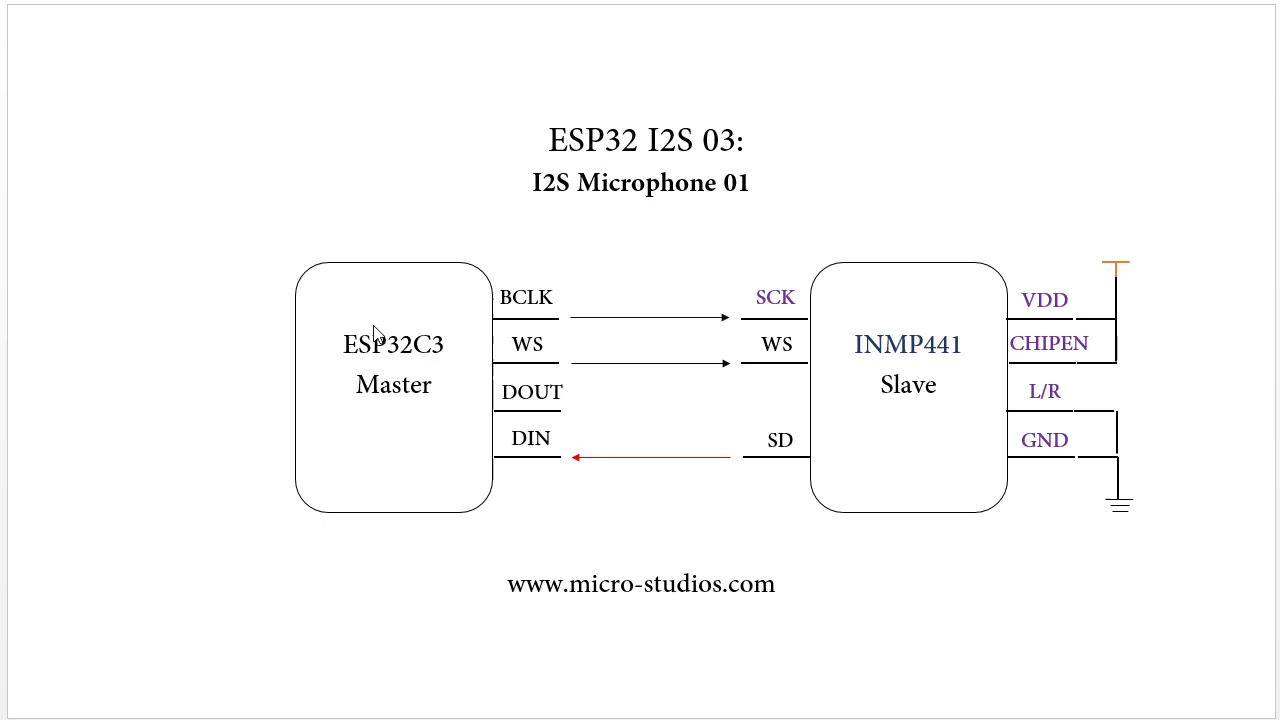 ESP32 I2S 03:
I2S Microphone 01
BCLK
SCK
VDD
ESP32C3
WS
WS
INMP441
CHIPEN
Master
DOUT
Slave
L/R
DIN
SD
GND
www.micro-studios.com